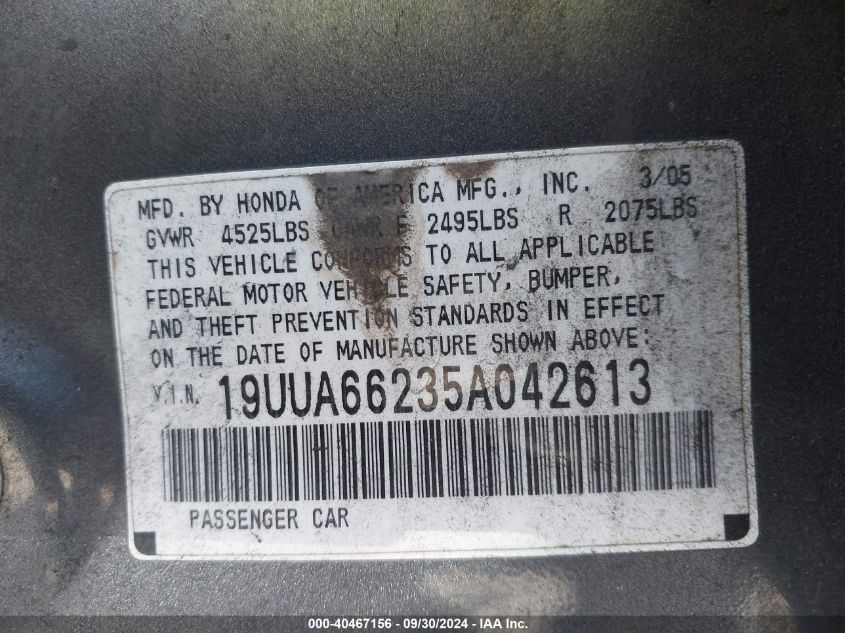 MFD. BY HONDA OF AMERICA MFG., INC. 3/05
GVWR 4525LBS GAWR F 2495LBS R 2075LBS
THIS VEHICLE CONFORMS TO ALL APPLICABLE
FEDERAL MOTOR VEHICLE SAFETY, BUMPER,
AND THEFT PREVENTION STANDARDS IN EFFECT
ON THE DATE OF MANUFACTURE SHOWN ABOVE:
V.I.N. 19UUA66235A042613
PASSENGER CAR
000-40467156 - 09/30/2024 - IAA Inc.